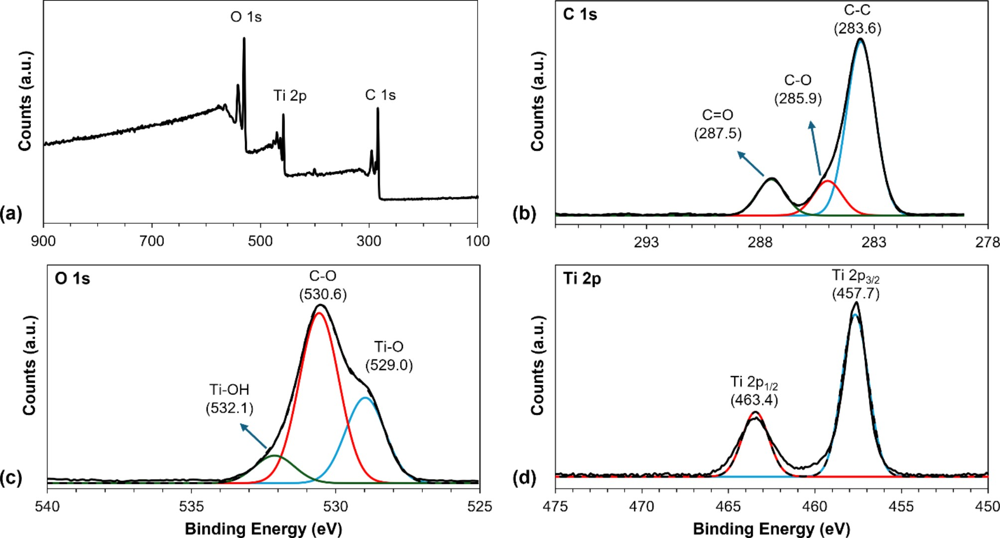 O 1s
Ti 2p
C 1s
Counts (a.u.)
(a)
900 700 500 300 100
C 1s
C-C
(283.6)
C-O
(285.9)
C=O
(287.5)
Counts (a.u.)
(b)
293 288 283 278
O 1s
C-O
(530.6)
Ti-O
(529.0)
Ti-OH
(532.1)
Counts (a.u.)
(c)
540 535 530 525
Binding Energy (eV)
Ti 2p
Ti 2p3/2
(457.7)
Ti 2p1/2
(463.4)
Counts (a.u.)
(d)
475 470 465 460 455 450
Binding Energy (eV)